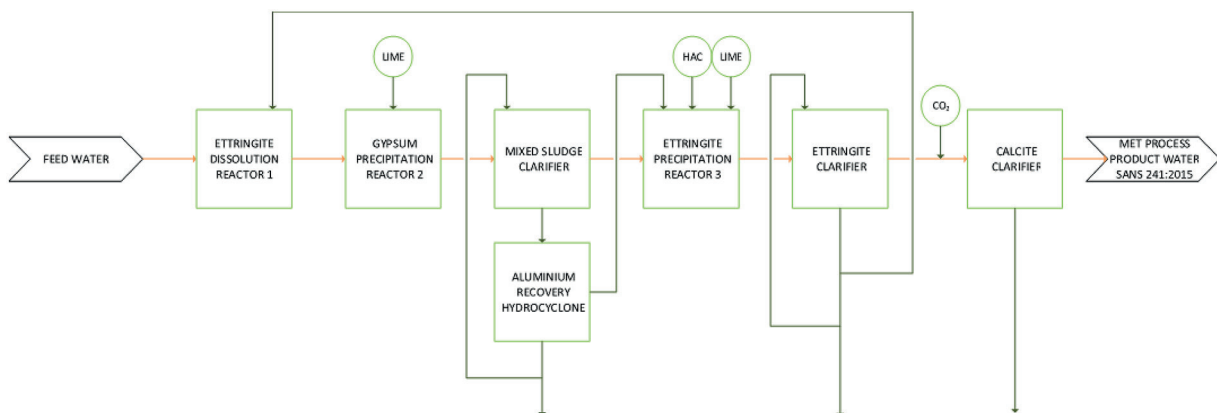 LIME
HAC
LIME
CO₂
FEED WATER
ETTRINGITE
DISSOLUTION
REACTOR 1
GYPSUM
PRECIPITATION
REACTOR 2
MIXED SLUDGE
CLARIFIER
ETTRINGITE
PRECIPITATION
REACTOR 3
ETTRINGITE
CLARIFIER
CALCITE
CLARIFIER
MET PROCESS
PRODUCT WATER
SANS 241:2015
ALUMINIUM
RECOVERY
HYDROCYCLONE